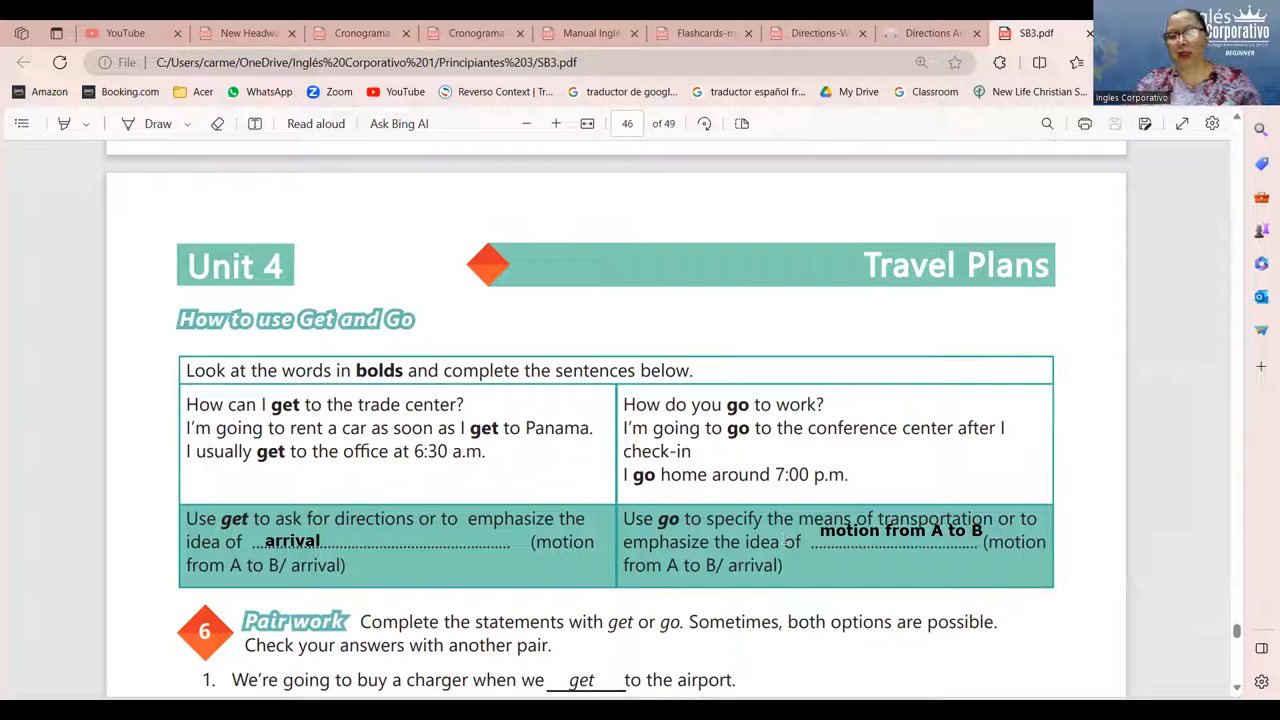 YouTube
New Headw
Cronograma
Cronograma
Manual Ingle
Flashcards-m
Directions-W
Directions Ar
SB3.pdf
File C:/Users/carme/OneDrive/Inglés%20Corporativo%201/Principiantes%203/SB3.pdf
Amazon Booking.com Acer WhatsApp Zoom YouTube Reverso Context | Tr... traductor de googl... traductor español fr... My Drive Classroom New Life Christian S...
Draw Read aloud Ask Bing AI 46 of 49
glés
Corporativo
BEGINNER
Ingles Corporativo
Unit 4
Travel Plans
How to use Get and Go
Look at the words in bolds and complete the sentences below.
How can I get to the trade center?
I'm going to rent a car as soon as I get to Panama.
I usually get to the office at 6:30 a.m.
How do you go to work?
I'm going to go to the conference center after I
check-in
I go home around 7:00 p.m.
Use get to ask for directions or to emphasize the
idea of arrival (motion
from A to B/ arrival)
Use go to specify the means of transportation or to
emphasize the idea of motion from A to B (motion
from A to B/ arrival)
6 Pair work Complete the statements with get or go. Sometimes, both options are possible.
Check your answers with another pair.
1. We're going to buy a charger when we get to the airport.